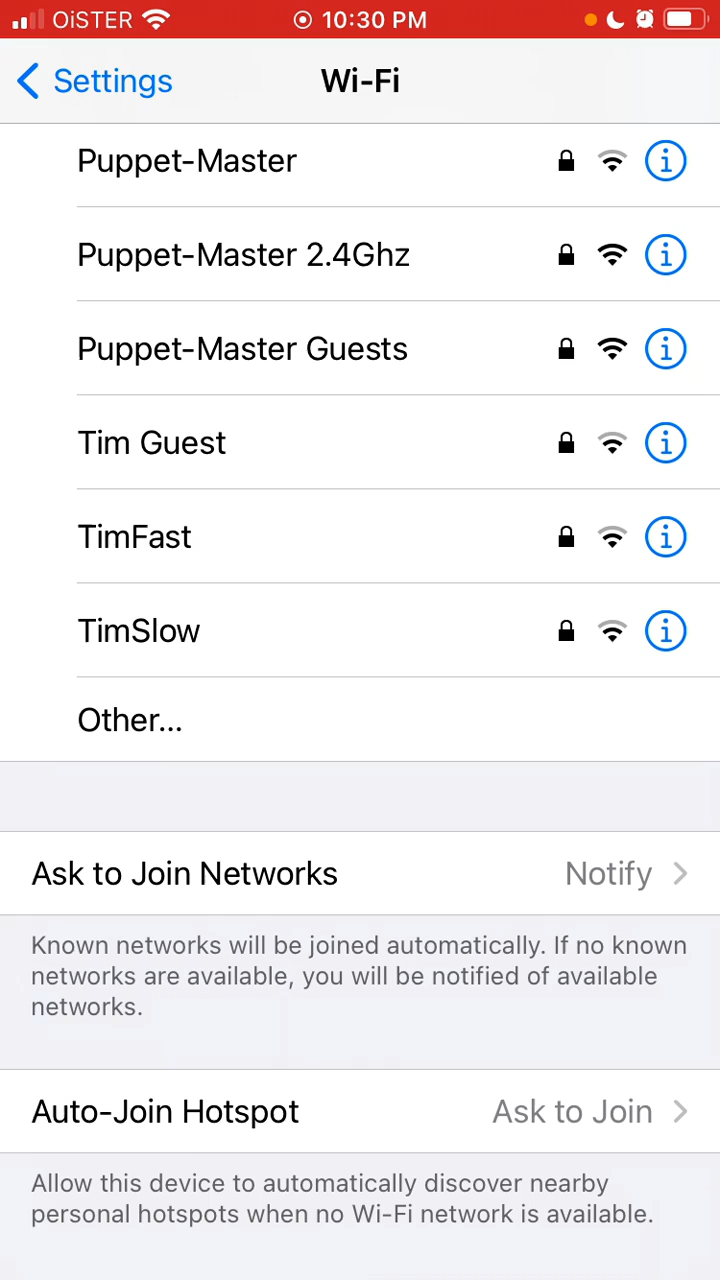 OiSTER 10:30 PM
Settings Wi-Fi
Puppet-Master
Puppet-Master 2.4Ghz
Puppet-Master Guests
Tim Guest
TimFast
TimSlow
Other...
Ask to Join Networks Notify
Known networks will be joined automatically. If no known
networks are available, you will be notified of available
networks.
Auto-Join Hotspot Ask to Join
Allow this device to automatically discover nearby
personal hotspots when no Wi-Fi network is available.